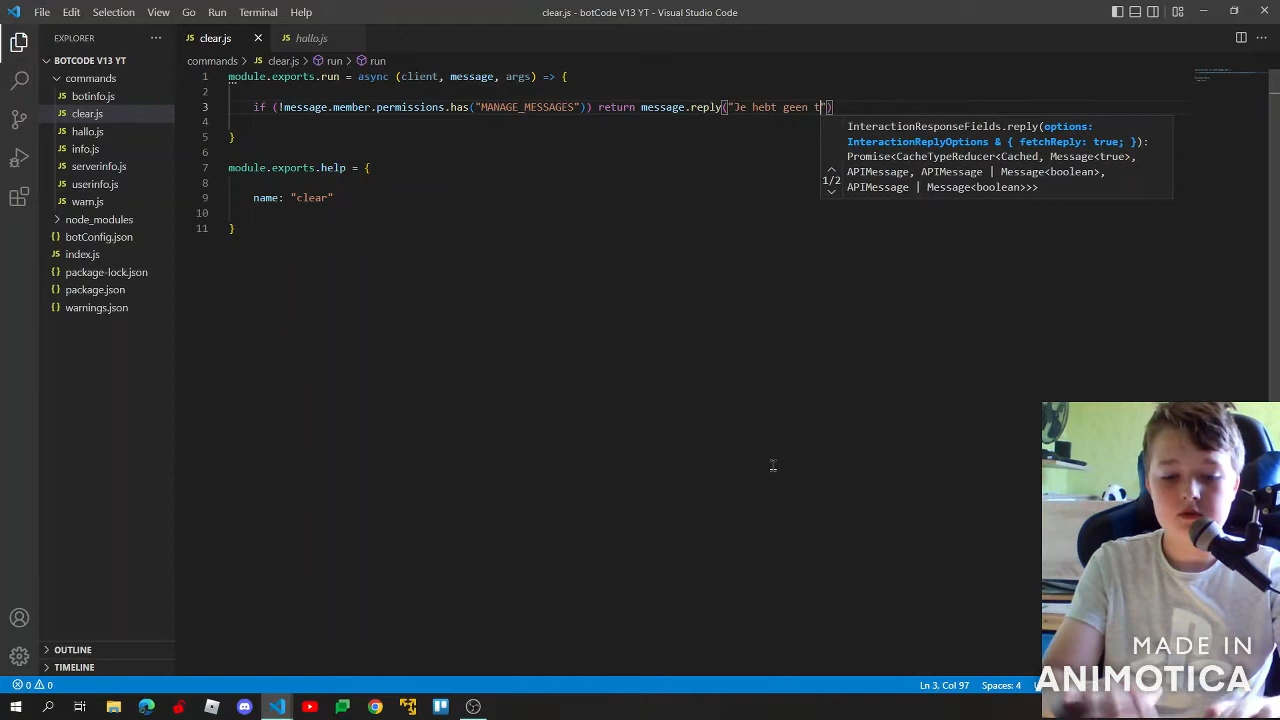 File Edit Selection View Go Run Terminal Help
clear.js - botCode V13 YT - Visual Studio Code
EXPLORER
BOTCODE V13 YT
commands
botinfo.js
clear.js
hallo.js
info.js
serverinfo.js
userinfo.js
warn.js
node_modules
botConfig.json
index.js
package-lock.json
package.json
warnings.json
OUTLINE
TIMELINE
JS clear.js
JS hallo.js
commands > JS clear.js > run > run
1 module.exports.run = async (client, message, args) => {
2
3 if (!message.member.permissions.has("MANAGE_MESSAGES")) return message.reply("Je hebt geen t")
4
5 }
6
7 module.exports.help = {
8
9 name: "clear"
10
11 }
InteractionResponseFields.reply(options:
InteractionReplyOptions & { fetchReply: true; }):
Promise<CacheTypeReducer<Cached, Message<true>,
1/2
APIMessage, APIMessage | Message<boolean>,
APIMessage | Message<boolean>>>
MADE IN
ANIMOTICA
0 0
Ln 3, Col 97 Spaces: 4